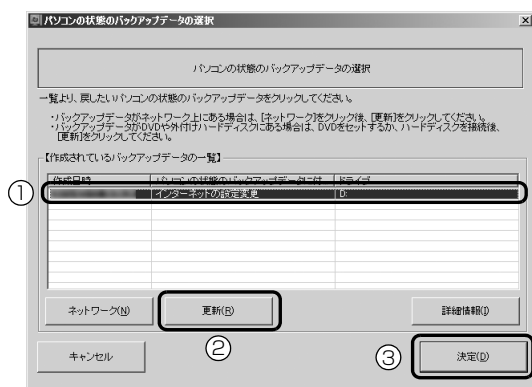 パソコンの状態のバックアップデータの選択
パソコンの状態のバックアップデータの選択
一覧より、戻したいパソコンの状態のバックアップデータをクリックしてください。
・バックアップデータがネットワーク上にある場合は、[ネットワーク]をクリック後、[更新]をクリックしてください。
・バックアップデータがDVDや外付けハードディスクにある場合は、DVDをセットするか、ハードディスクを接続後、
[更新]をクリックしてください。
【作成されているバックアップデータの一覧】
作成日時 パソコンの状態のバックアップデータに付 ドライブ
① インターネットの設定変更 D:
ネットワーク(N) 更新(R) 詳細情報(I)
②
キャンセル ③ 決定(D)